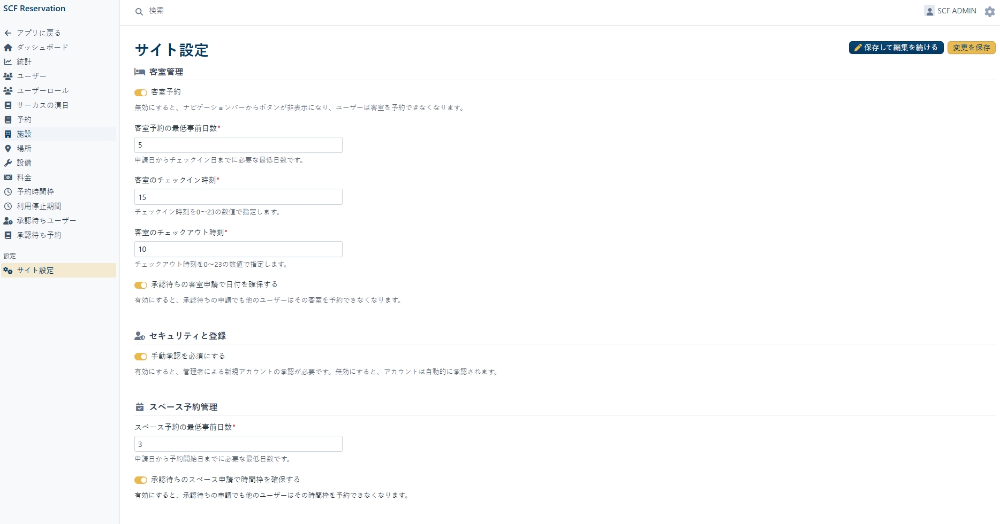 SCF Reservation
アプリに戻る
ダッシュボード
統計
ユーザー
ユーザーロール
サーカスの演目
予約
施設
場所
設備
料金
予約時間枠
利用停止期間
承認待ちユーザー
承認待ち予約
設定
サイト設定
検索
SCF ADMIN
サイト設定
保存して編集を続ける
変更を保存
客室管理
客室予約
無効にすると、ナビゲーションバーからボタンが非表示になり、ユーザーは客室を予約できなくなります。
客室予約の最低事前日数*
5
申請日からチェックイン日までに必要な最低日数です。
客室のチェックイン時刻*
15
チェックイン時刻を0〜23の数値で指定します。
客室のチェックアウト時刻*
10
チェックアウト時刻を0〜23の数値で指定します。
承認待ちの客室申請で日付を確保する
有効にすると、承認待ちの申請でも他のユーザーはその客室を予約できなくなります。
セキュリティと登録
手動承認を必須にする
有効にすると、管理者による新規アカウントの承認が必要です。無効にすると、アカウントは自動的に承認されます。
スペース予約管理
スペース予約の最低事前日数*
3
申請日から予約開始日までに必要な最低日数です。
承認待ちのスペース申請で時間枠を確保する
有効にすると、承認待ちの申請でも他のユーザーはその時間枠を予約できなくなります。